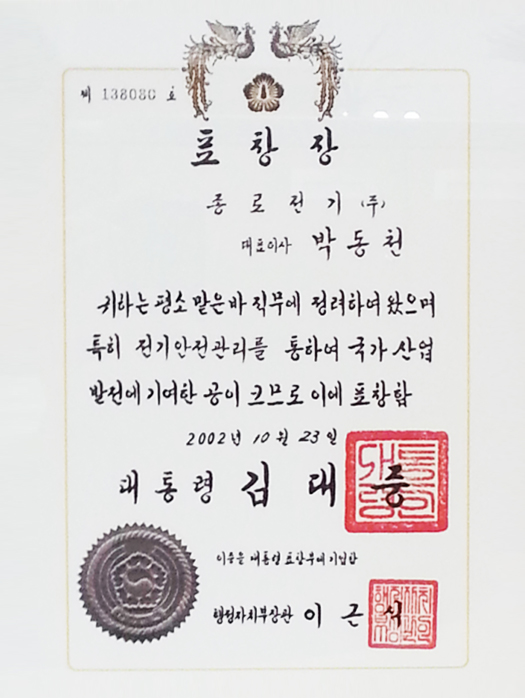 제 138080 호
표 창 장
종 로 전 기 (주)
대표이사 박 동 천
귀하는 평소 맡은바 직무에 정려하여 왔으며
특히 전기안전관리를 통하여 국가 산업
발전에 기여한 공이 크므로 이에 표창함
2002년 10월 23일
대 통 령 김 대 중
이증을 대통령 표창부에 기입함
행정자치부장관 이 근 식